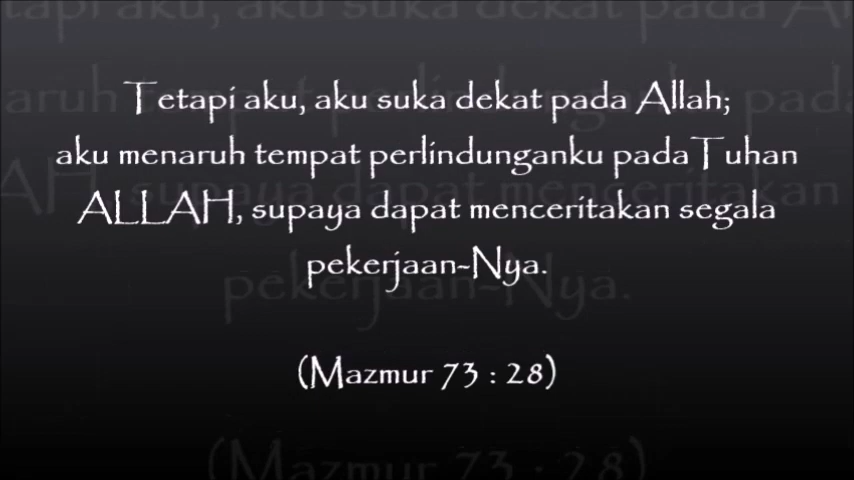 Tetapi aku, aku suka dekat pada Allah;
aku menaruh tempat perlindunganku pada Tuhan
ALLAH, supaya dapat menceritakan segala
pekerjaan-Nya.
(Mazmur 73 : 28)